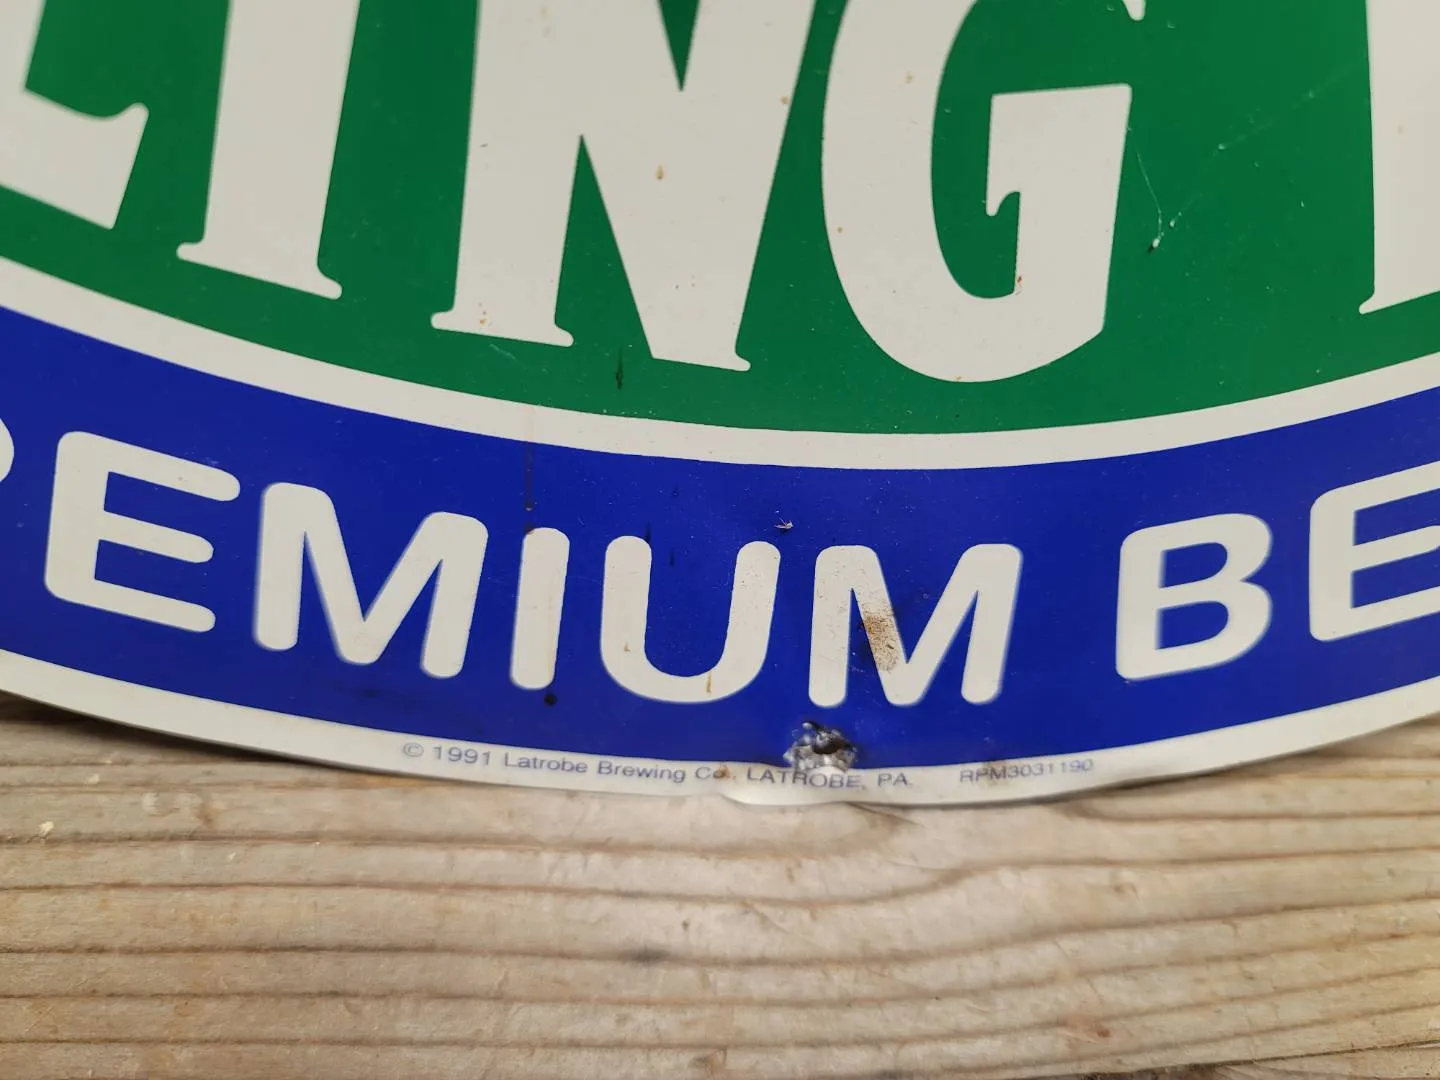 LING
EMIUM BE
© 1991 Latrobe Brewing Co., LATROBE, PA. RPM3031190